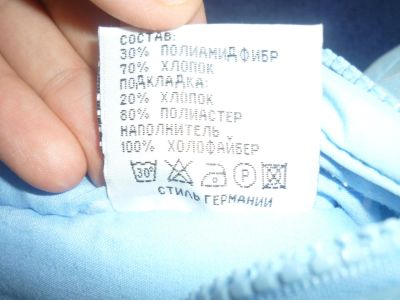 СОСТАВ:
30% ПОЛИАМИДФИБР
70% ХЛОПОК
ПОДКЛАДКА:
20% ХЛОПОК
80% ПОЛИАСТЕР
НАПОЛНИТЕЛЬ
100% ХОЛОФАЙБЕР
30° P
СТИЛЬ ГЕРМАНИИ